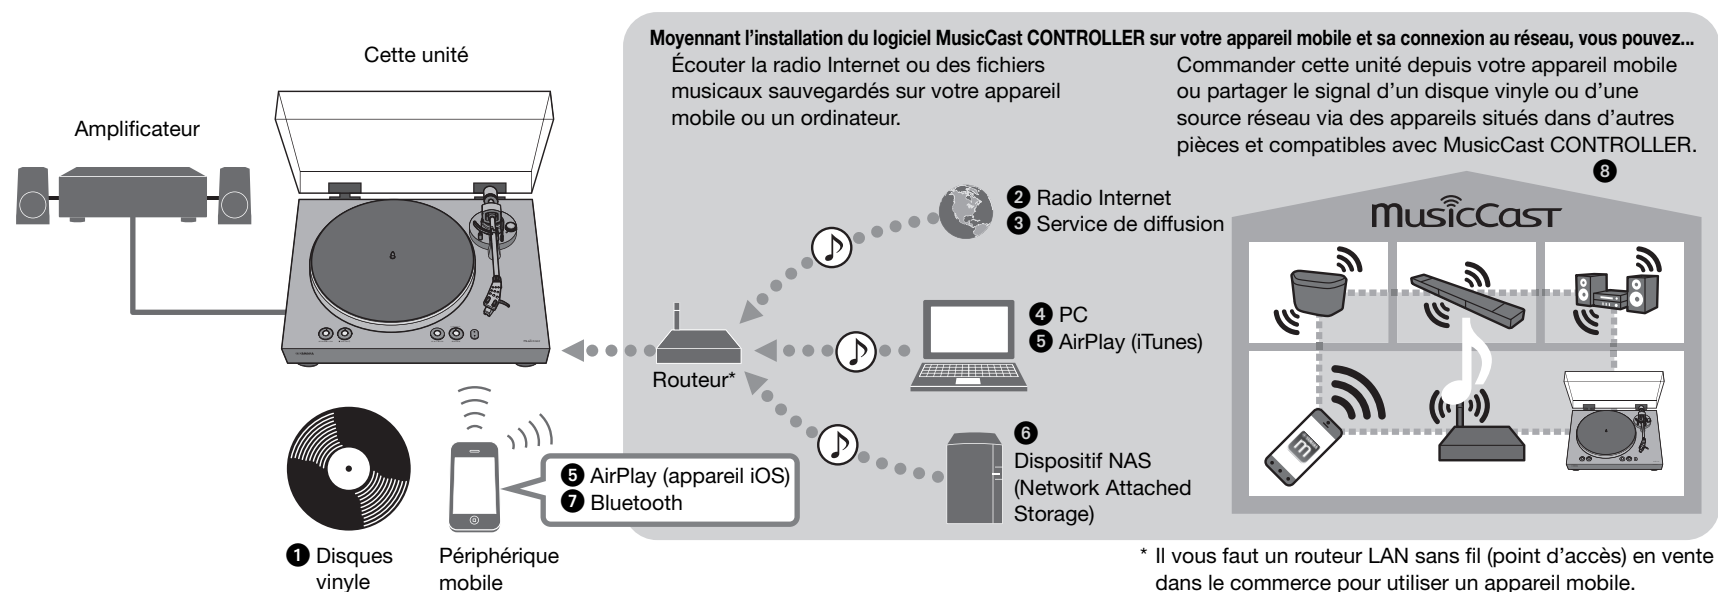 Cette unité
Amplificateur
Moyennant l'installation du logiciel MusicCast CONTROLLER sur votre appareil mobile et sa connexion au réseau, vous pouvez...
Écouter la radio Internet ou des fichiers
musicaux sauvegardés sur votre appareil
mobile ou un ordinateur.
Commander cette unité depuis votre appareil mobile
ou partager le signal d'un disque vinyle ou d'une
source réseau via des appareils situés dans d'autres
pièces et compatibles avec MusicCast CONTROLLER.
8
MusicCast
2 Radio Internet
3 Service de diffusion
4 PC
5 AirPlay (iTunes)
Routeur*
6
Dispositif NAS
(Network Attached
Storage)
5 AirPlay (appareil iOS)
7 Bluetooth
1 Disques
vinyle
Périphérique
mobile
* Il vous faut un routeur LAN sans fil (point d'accès) en vente
dans le commerce pour utiliser un appareil mobile.